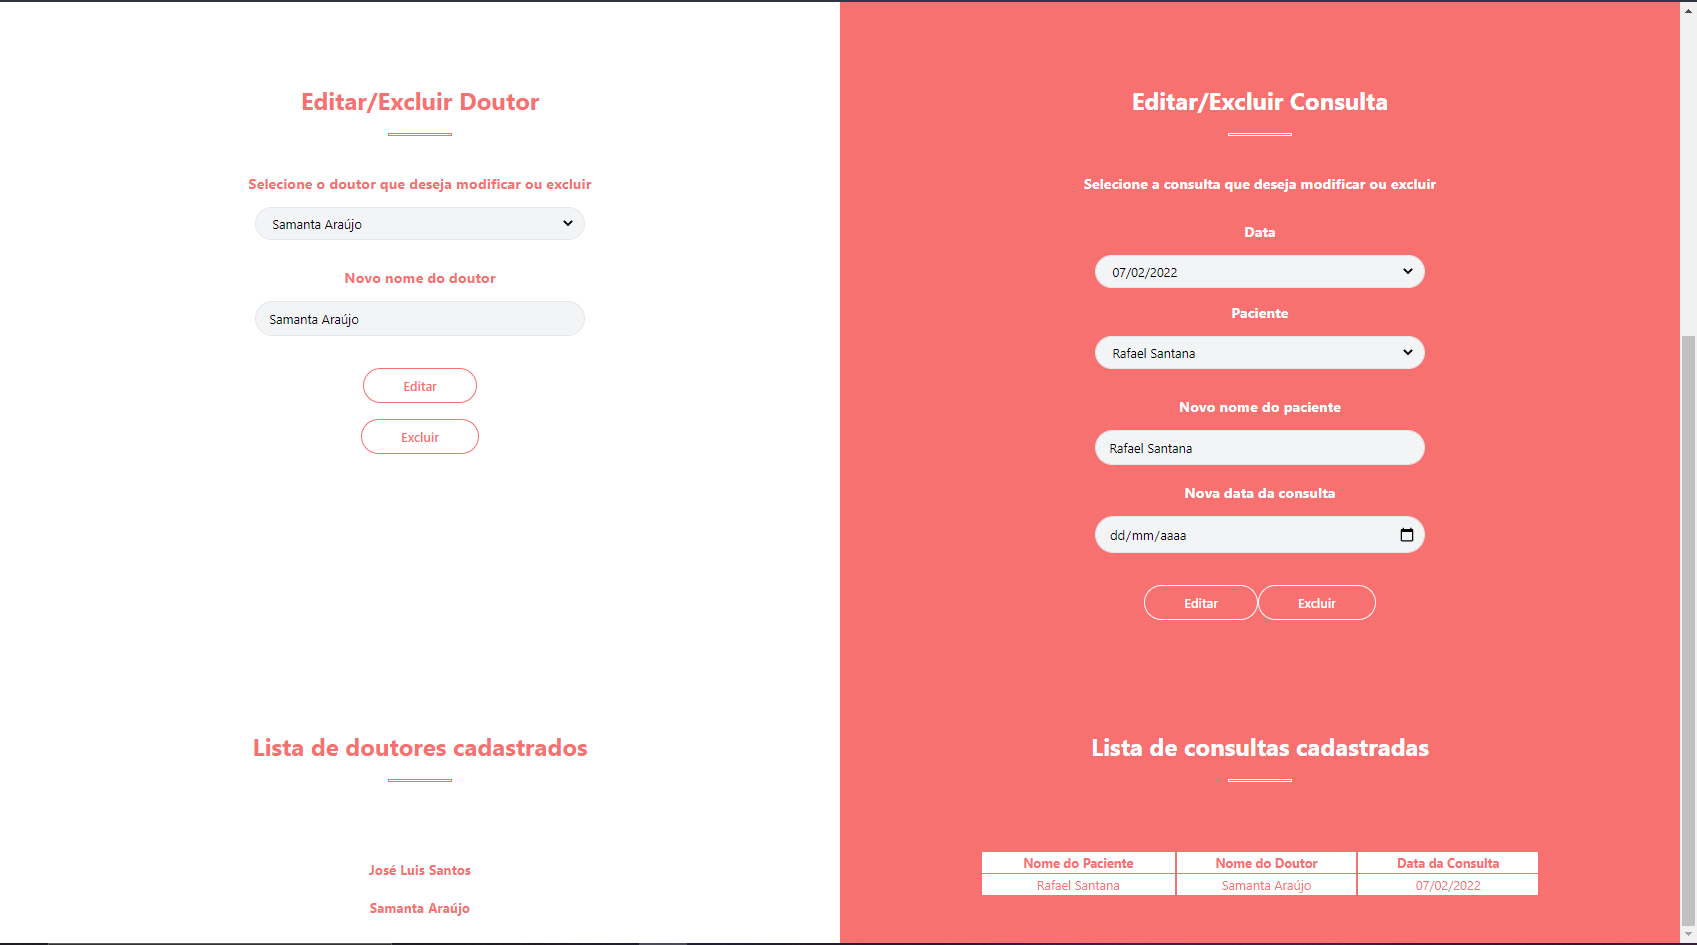 Editar/Excluir Doutor
Selecione o doutor que deseja modificar ou excluir
Samanta Araújo
Novo nome do doutor
Samanta Araújo
Editar
Excluir
Editar/Excluir Consulta
Selecione a consulta que deseja modificar ou excluir
Data
07/02/2022
Paciente
Rafael Santana
Novo nome do paciente
Rafael Santana
Nova data da consulta
dd/mm/aaaa
Editar Excluir
Lista de doutores cadastrados
José Luis Santos
Samanta Araújo
Lista de consultas cadastradas
Nome do Paciente Nome do Doutor Data da Consulta
Rafael Santana Samanta Araújo 07/02/2022